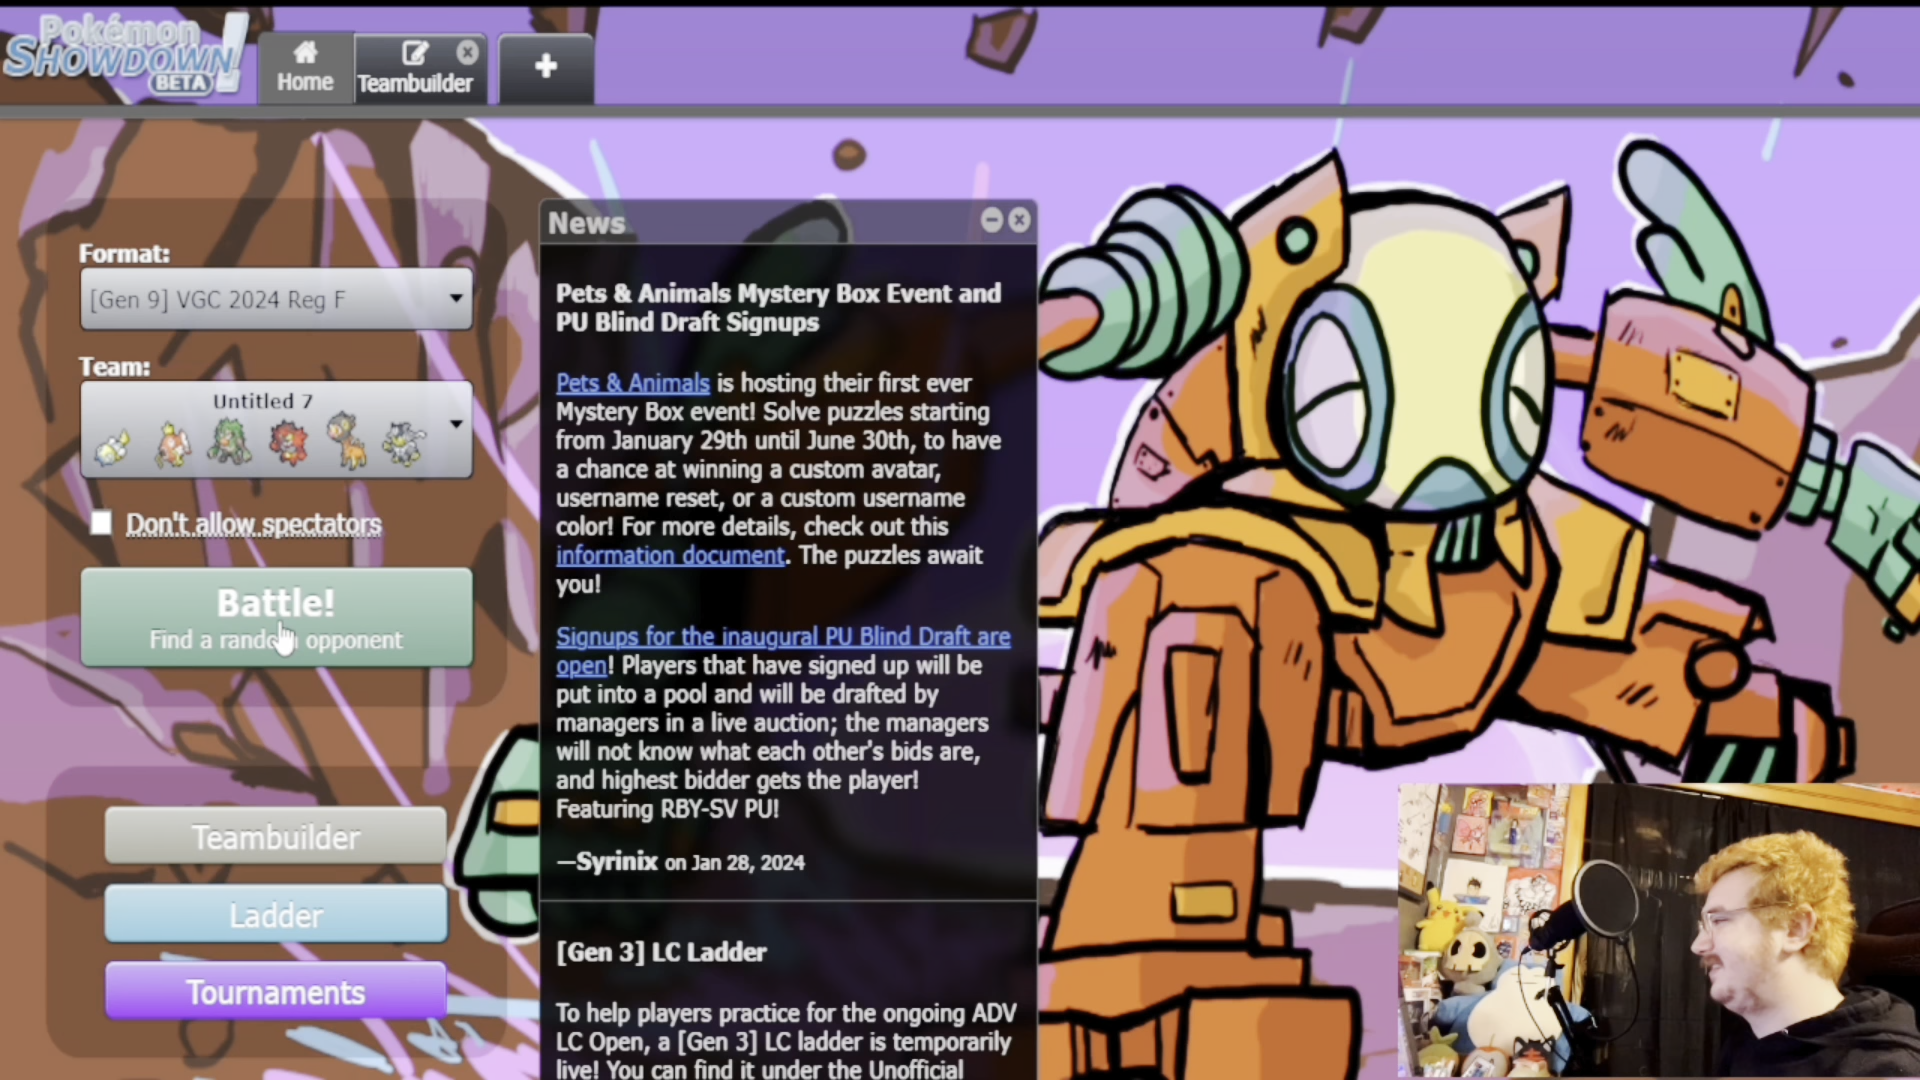 Pokémon
SHOWDOWN!
BETA
Home
Teambuilder
Format:
[Gen 9] VGC 2024 Reg F
Team:
Untitled 7
Don't allow spectators
Battle!
Find a random opponent
Teambuilder
Ladder
Tournaments
News
Pets & Animals Mystery Box Event and
PU Blind Draft Signups
Pets & Animals is hosting their first ever
Mystery Box event! Solve puzzles starting
from January 29th until June 30th, to have
a chance at winning a custom avatar,
username reset, or a custom username
color! For more details, check out this
information document. The puzzles await
you!
Signups for the inaugural PU Blind Draft are
open! Players that have signed up will be
put into a pool and will be drafted by
managers in a live auction; the managers
will not know what each other's bids are,
and highest bidder gets the player!
Featuring RBY-SV PU!
—Syrinix on Jan 28, 2024
[Gen 3] LC Ladder
To help players practice for the ongoing ADV
LC Open, a [Gen 3] LC ladder is temporarily
live! You can find it under the Unofficial